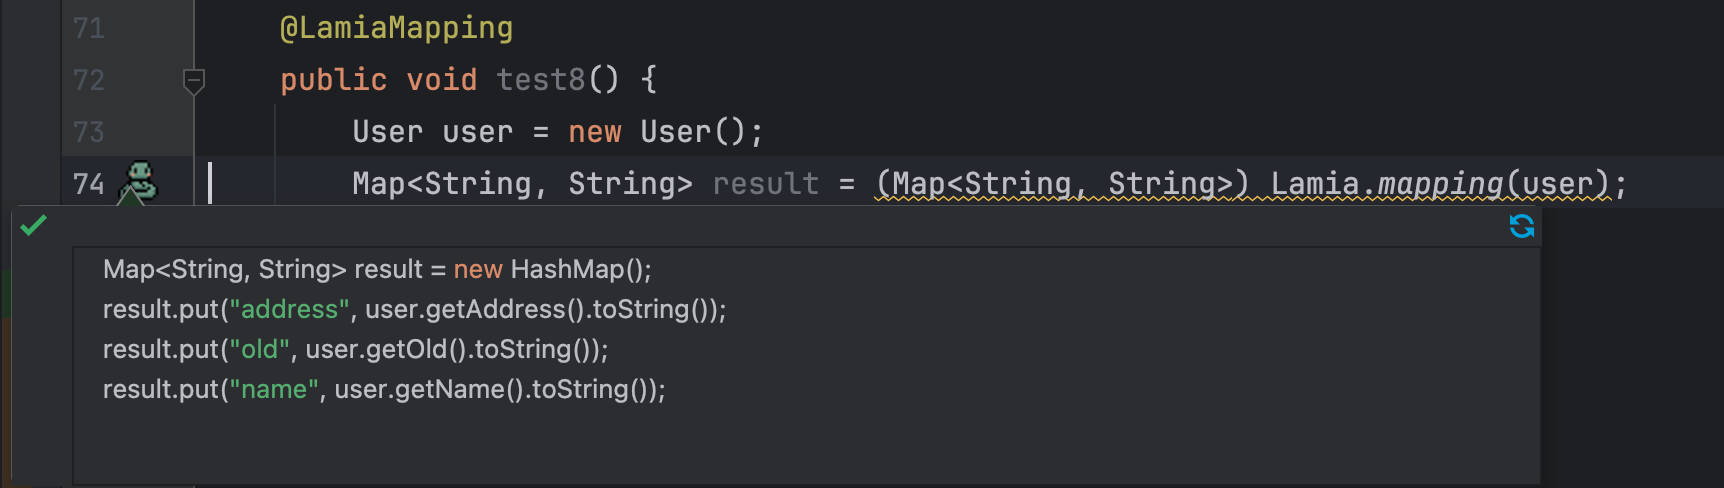 71 @LamiaMapping
72 public void test8() {
73 User user = new User();
74 Map<String, String> result = (Map<String, String>) Lamia.mapping(user);
Map<String, String> result = new HashMap();
result.put("address", user.getAddress().toString());
result.put("old", user.getOld().toString());
result.put("name", user.getName().toString());